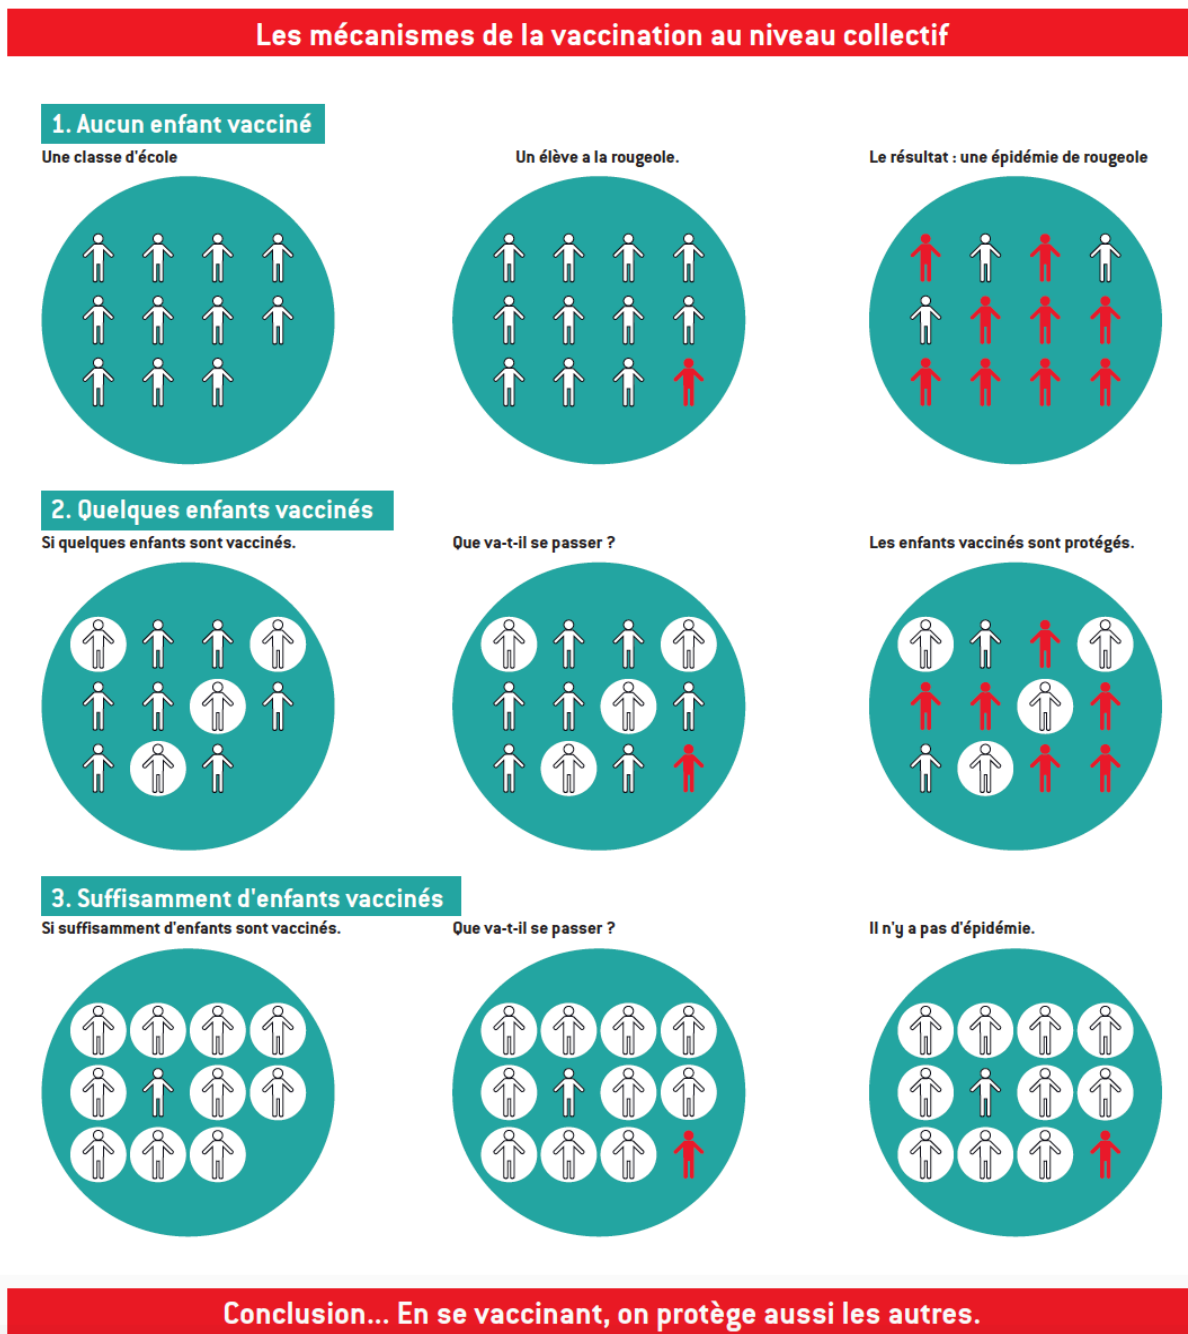 Les mécanismes de la vaccination au niveau collectif
1. Aucun enfant vacciné
Une classe d'école
Un élève a la rougeole.
Le résultat : une épidémie de rougeole
2. Quelques enfants vaccinés
Si quelques enfants sont vaccinés.
Que va-t-il se passer ?
Les enfants vaccinés sont protégés.
3. Suffisamment d'enfants vaccinés
Si suffisamment d'enfants sont vaccinés.
Que va-t-il se passer ?
Il n'y a pas d'épidémie.
Conclusion... En se vaccinant, on protège aussi les autres.